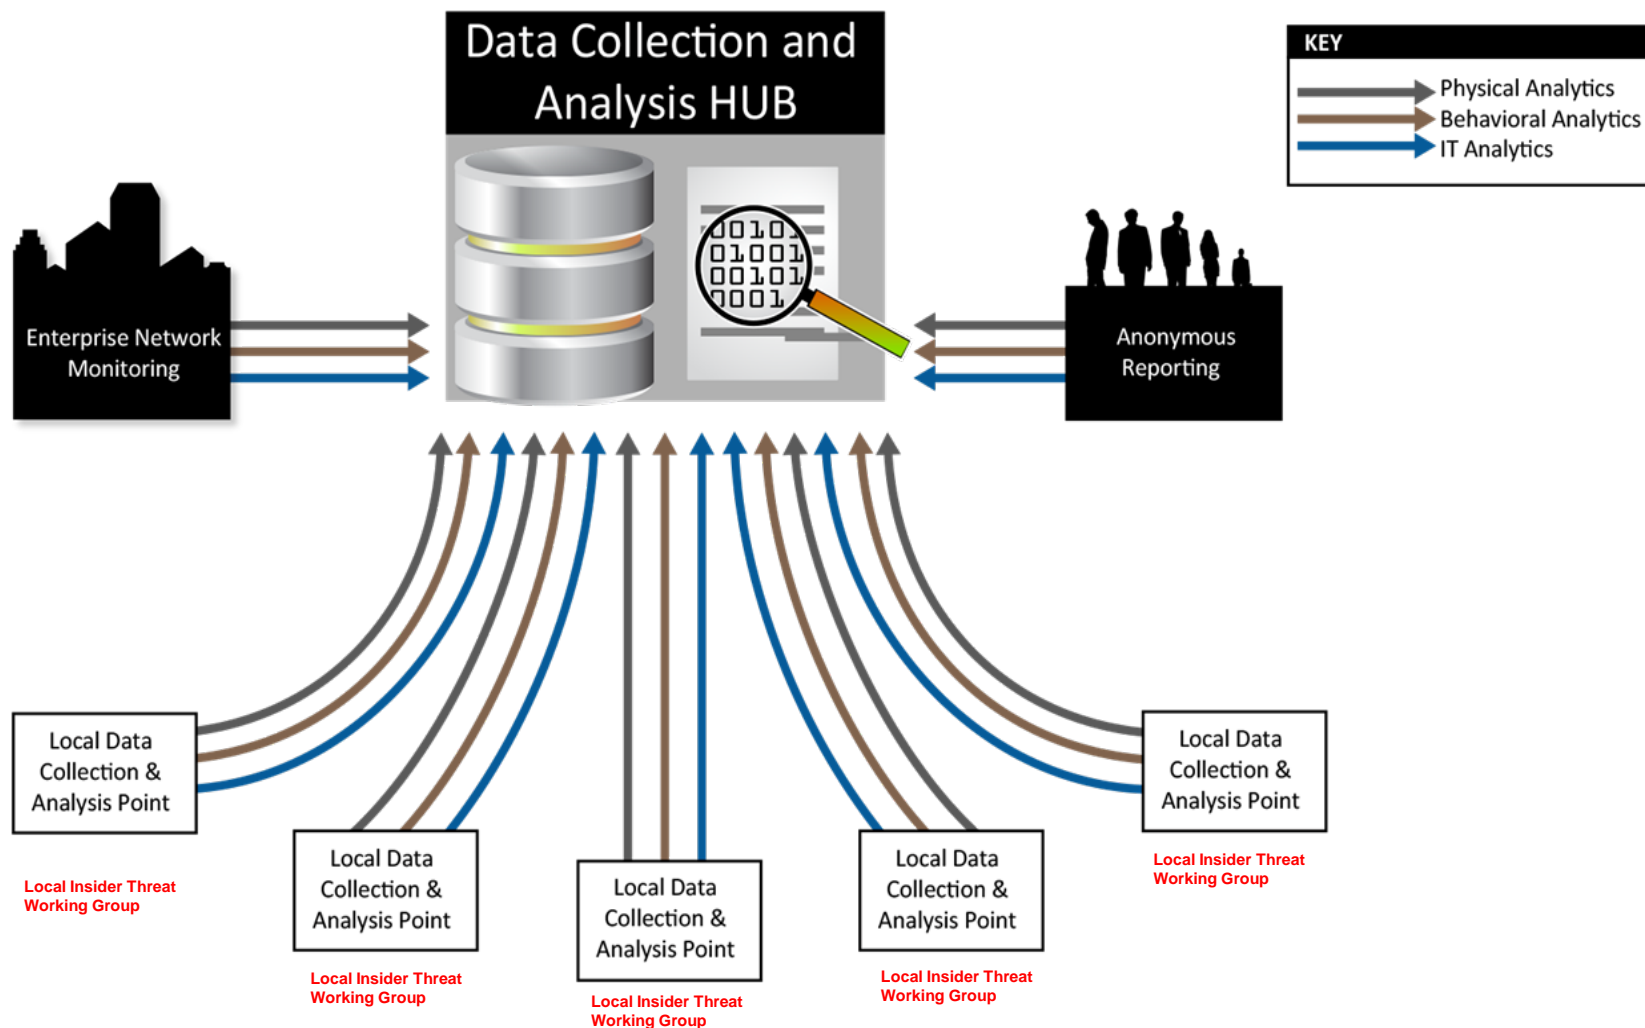 Data Collection and
Analysis HUB
KEY
Physical Analytics
Behavioral Analytics
IT Analytics
00101
01001
00101
0001
Enterprise Network
Monitoring
Anonymous
Reporting
Local Data
Collection &
Analysis Point
Local Insider Threat
Working Group
Local Data
Collection &
Analysis Point
Local Insider Threat
Working Group
Local Data
Collection &
Analysis Point
Local Insider Threat
Working Group
Local Data
Collection &
Analysis Point
Local Insider Threat
Working Group
Local Data
Collection &
Analysis Point
Local Insider Threat
Working Group